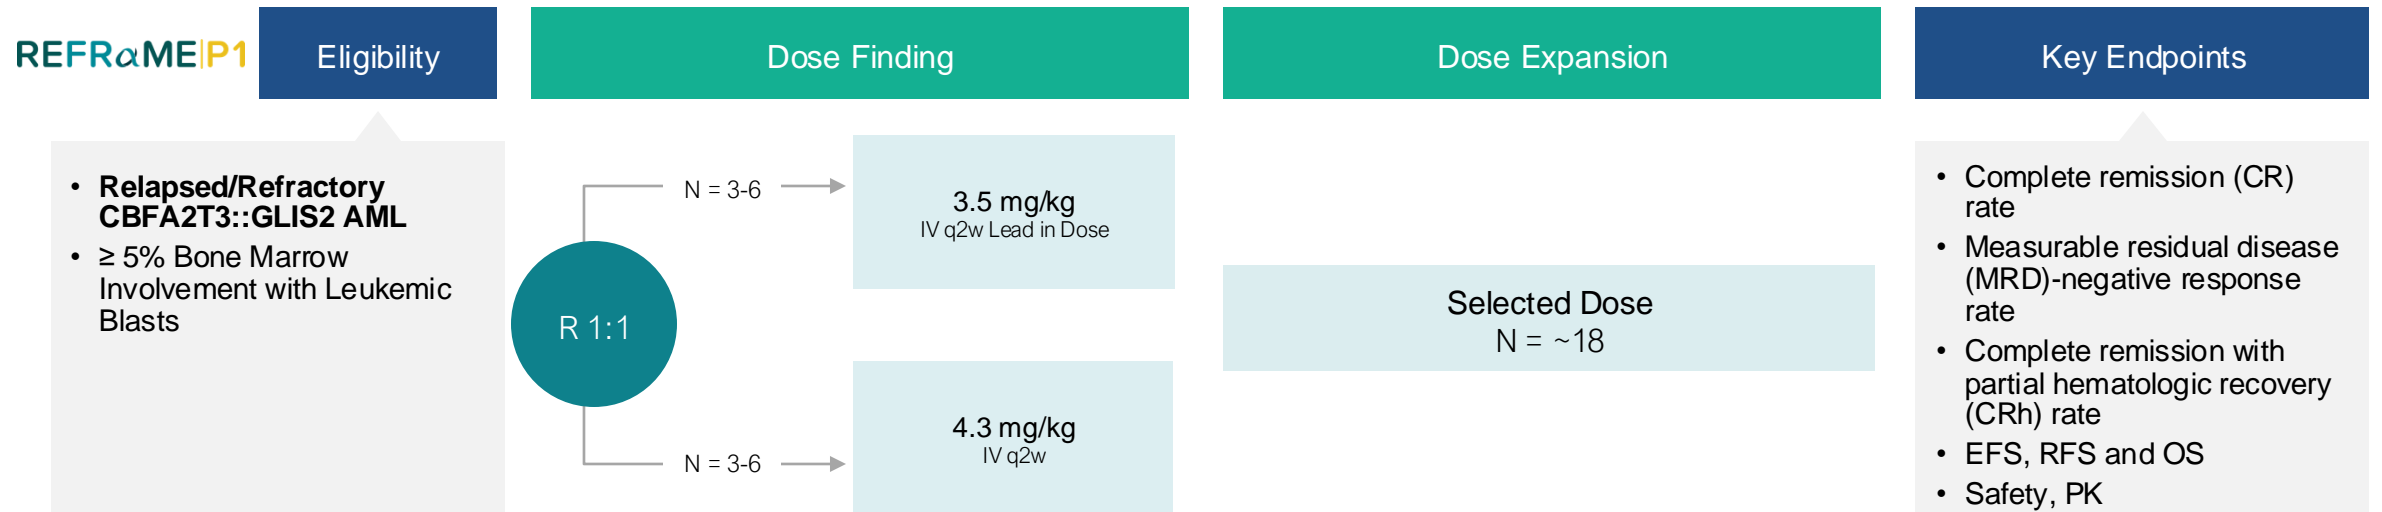 REFRαME|P1
Eligibility
Dose Finding
Dose Expansion
Key Endpoints
• Relapsed/Refractory
CBFA2T3::GLIS2 AML
• ≥ 5% Bone Marrow
Involvement with Leukemic
Blasts
R 1:1
N = 3-6
3.5 mg/kg
IV q2w Lead in Dose
N = 3-6
4.3 mg/kg
IV q2w
Selected Dose
N = ~18
• Complete remission (CR)
rate
• Measurable residual disease
(MRD)-negative response
rate
• Complete remission with
partial hematologic recovery
(CRh) rate
• EFS, RFS and OS
• Safety, PK